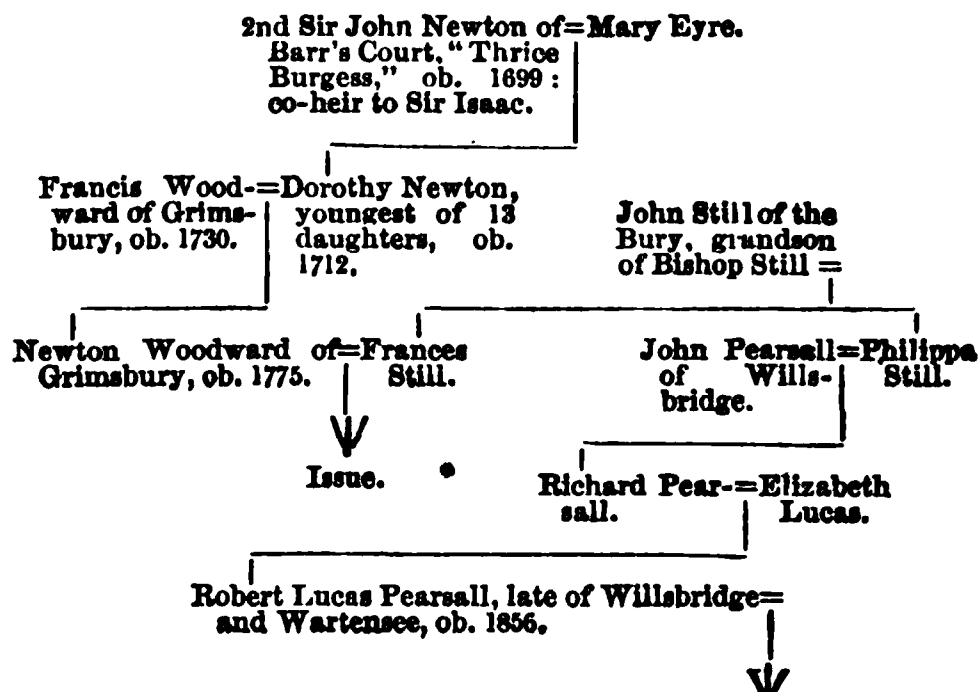 2nd Sir John Newton of=Mary Eyre.
Barr's Court, "Thrice
Burgess," ob. 1699 :
co-heir to Sir Isaac.
Francis Wood-=Dorothy Newton,
ward of Grims- youngest of 13
bury, ob. 1730. daughters, ob.
1712.
John Still of the
Bury, grandson
of Bishop Still =
Newton Woodward of=Frances
Grimsbury, ob. 1775. Still.
John Pearsall=Philippa
of Wills- Still.
bridge.
Issue.
Richard Pear-=Elizabeth
sall. Lucas.
Robert Lucas Pearsall, late of Willsbridge=
and Wartensee, ob. 1856.